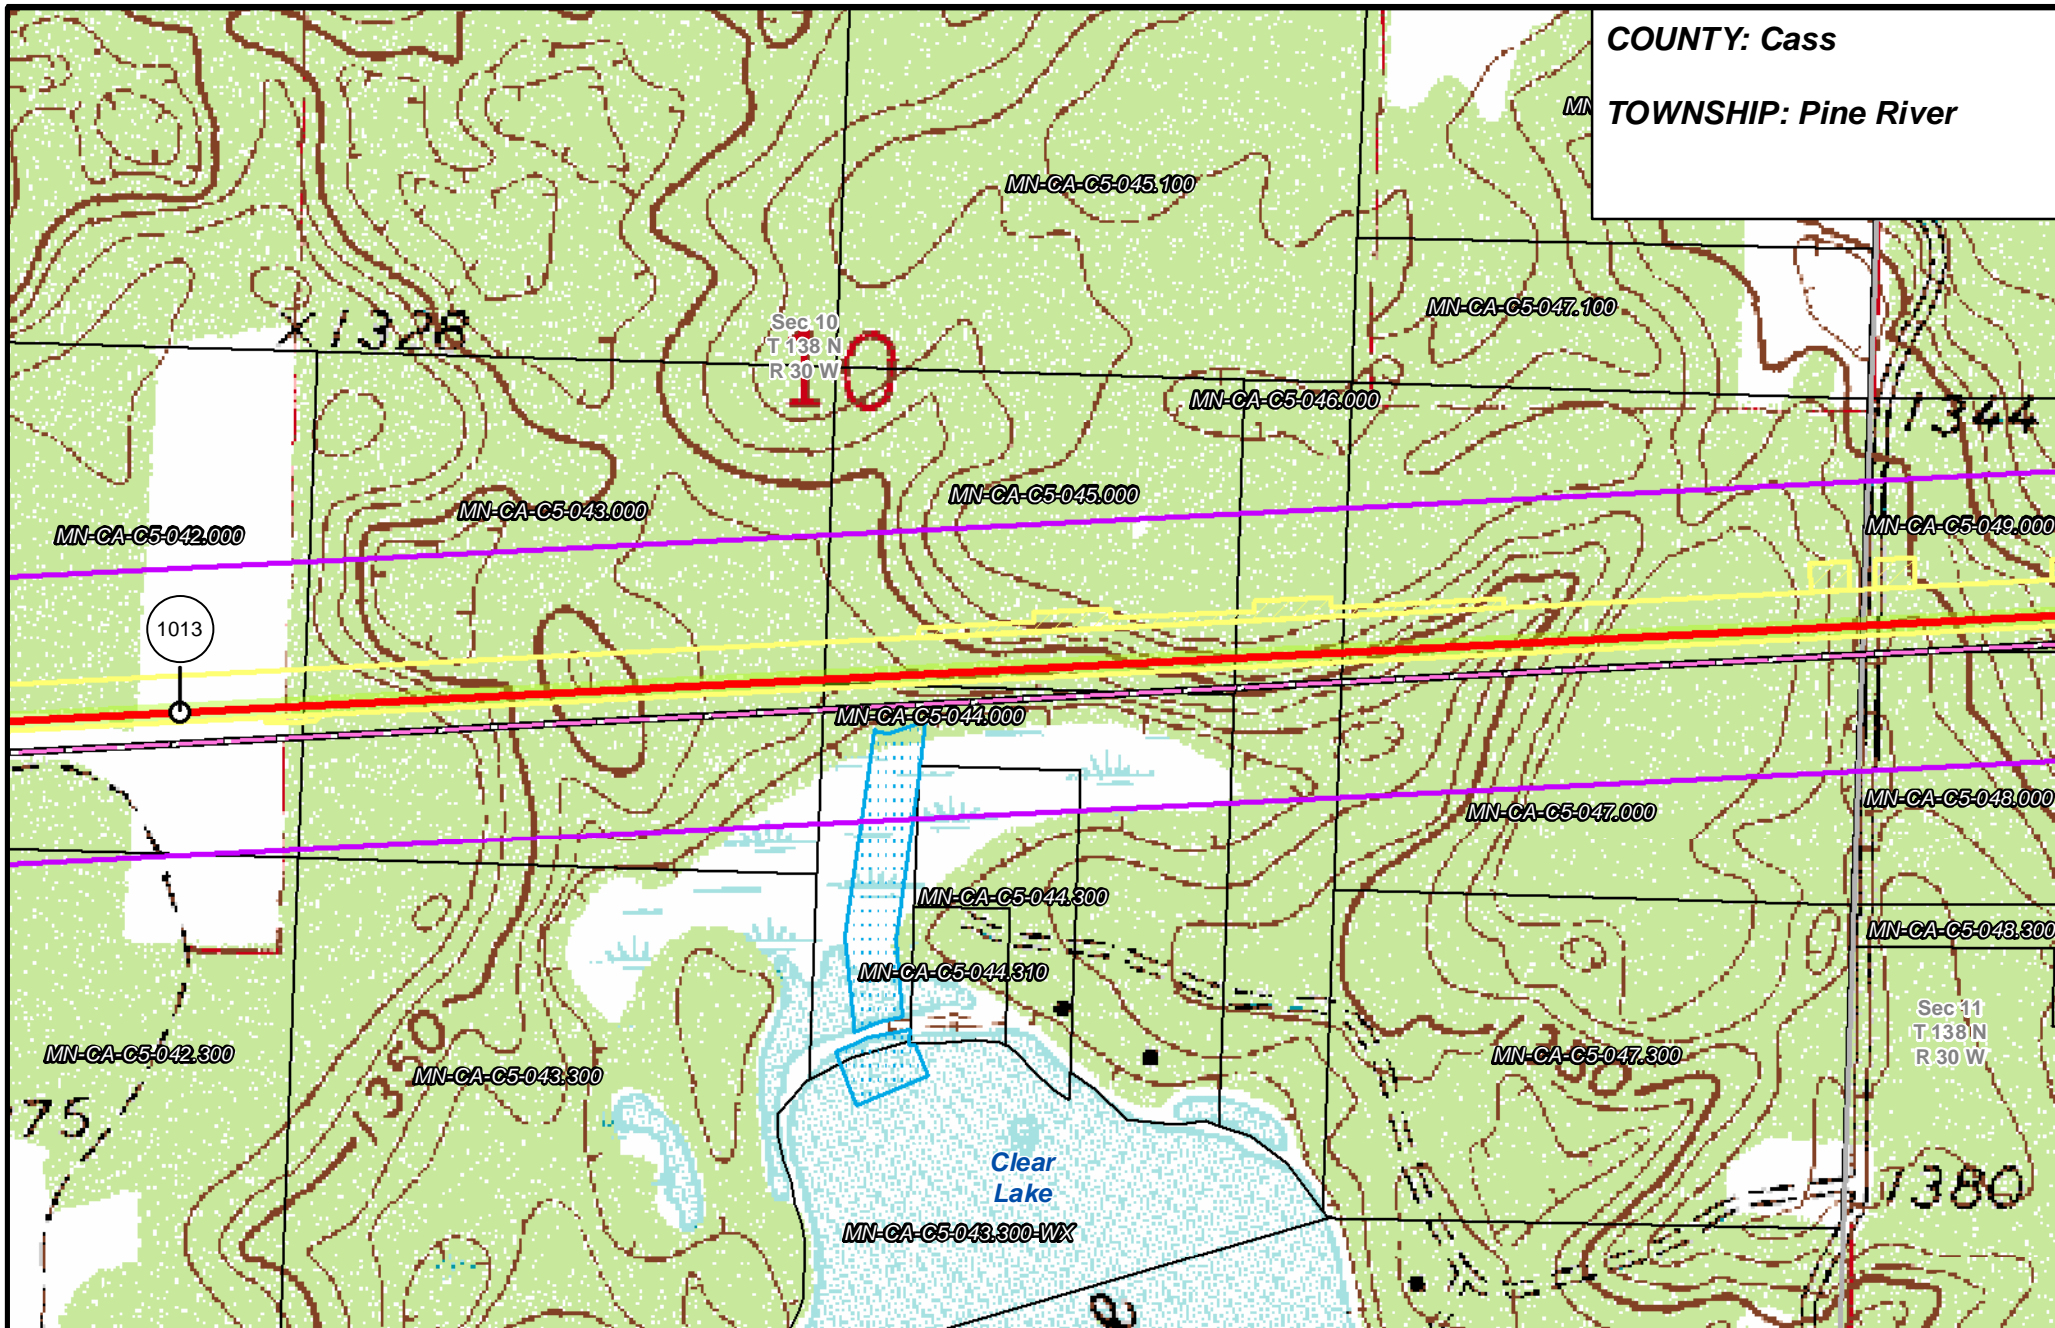 COUNTY: Cass
TOWNSHIP: Pine River
MN
MN-CA-C5-045.100
MN-CA-C5-047.100
X1328
Sec 10
T 138 N
R 30 W
10
MN-CA-C5-046.000
1344
MN-CA-C5-045.000
MN-CA-C5-043.000
MN-CA-C5-042.000
MN-CA-C5-049.000
1013
MN-CA-C5-044.000
MN-CA-C5-048.000
MN-CA-C5-047.000
MN-CA-C5-044.300
MN-CA-C5-048.300
MN-CA-C5-044.310
Sec 11
T 138 N
R 30 W
MN-CA-C5-042.300
MN-CA-C5-043.300
1350
MN-CA-C5-047.300
75
Clear
Lake
1380
MN-CA-C5-043.300-WX